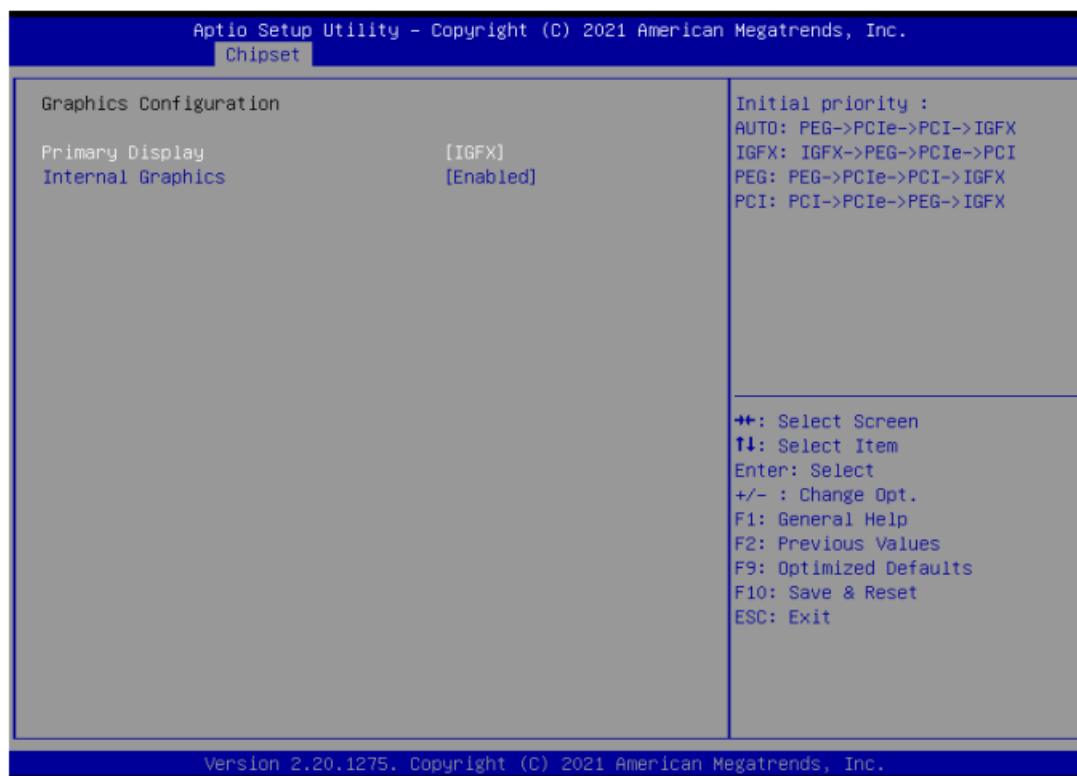 Aptio Setup Utility – Copyright (C) 2021 American Megatrends, Inc.
Chipset
Graphics Configuration
Primary Display [IGFX]
Internal Graphics [Enabled]
Initial priority :
AUTO: PEG->PCIe->PCI->IGFX
IGFX: IGFX->PEG->PCIe->PCI
PEG: PEG->PCIe->PCI->IGFX
PCI: PCI->PCIe->PEG->IGFX
→←: Select Screen
↑↓: Select Item
Enter: Select
+/- : Change Opt.
F1: General Help
F2: Previous Values
F9: Optimized Defaults
F10: Save & Reset
ESC: Exit
Version 2.20.1275. Copyright (C) 2021 American Megatrends, Inc.